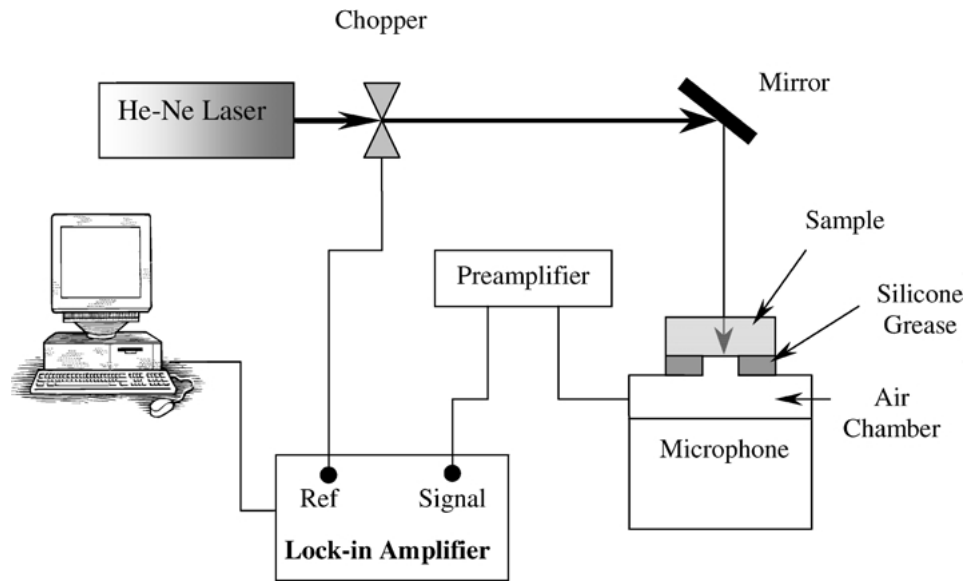 Chopper
He-Ne Laser
Mirror
Sample
Preamplifier
Silicone
Grease
Air
Chamber
Microphone
Ref
Signal
Lock-in Amplifier